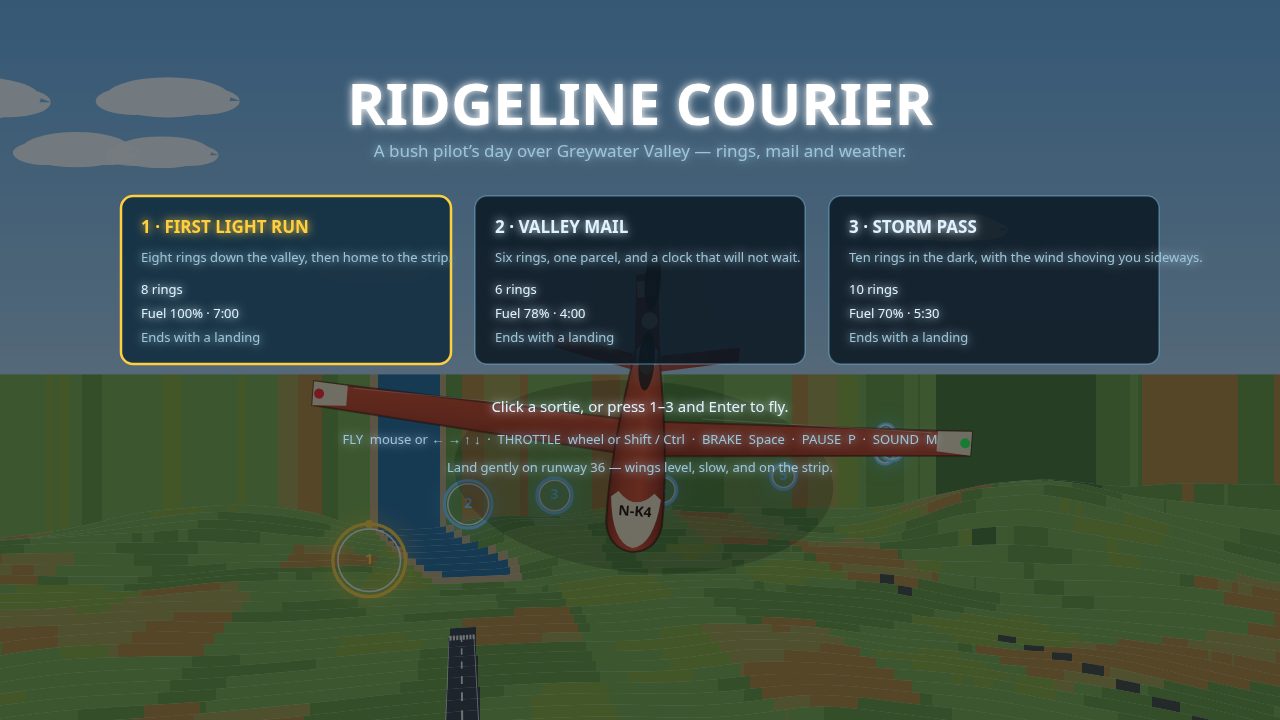 RIDGELINE COURIER
A bush pilot’s day over Greywater Valley — rings, mail and weather.
1 · FIRST LIGHT RUN
Eight rings down the valley, then home to the strip.
8 rings
Fuel 100% · 7:00
Ends with a landing
2 · VALLEY MAIL
Six rings, one parcel, and a clock that will not wait.
6 rings
Fuel 78% · 4:00
Ends with a landing
3 · STORM PASS
Ten rings in the dark, with the wind shoving you sideways.
10 rings
Fuel 70% · 5:30
Ends with a landing
Click a sortie, or press 1–3 and Enter to fly.
FLY mouse or ← → ↑ ↓ · THROTTLE wheel or Shift / Ctrl · BRAKE Space · PAUSE P · SOUND M
Land gently on runway 36 — wings level, slow, and on the strip.
2
3
N-K4
1